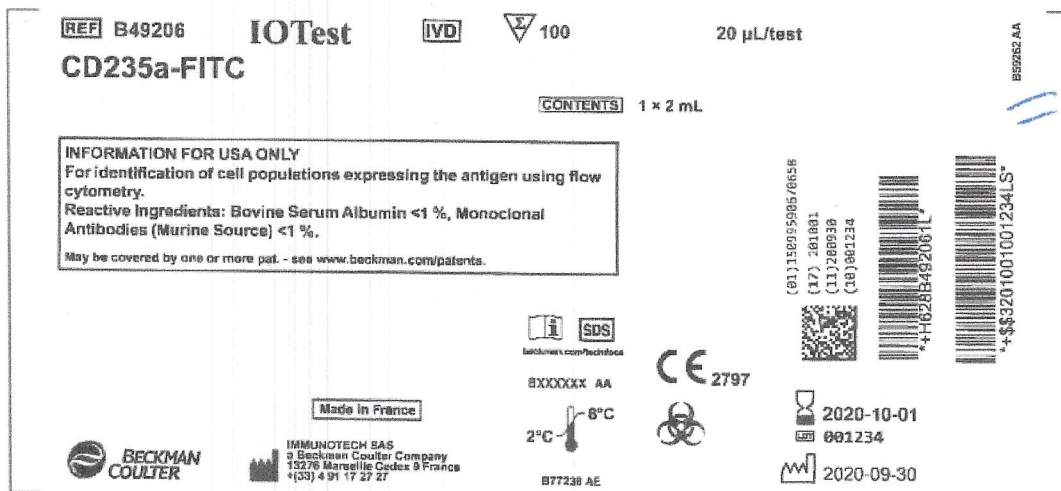 REF B49206 IOTest IVD Σ 100 20 µL/test
CD235a-FITC
CONTENTS 1 × 2 mL
INFORMATION FOR USA ONLY
For identification of cell populations expressing the antigen using flow
cytometry.
Reactive Ingredients: Bovine Serum Albumin <1 %, Monoclonal
Antibodies (Murine Source) <1 %.
May be covered by one or more pat. - see www.beckman.com/patents.
i SDS
beckman.com/techdocs
BXXXXXX AA
CE 2797
Made in France
2°C 8°C
BECKMAN
COULTER
IMMUNOTECH SAS
a Beckman Coulter Company
13276 Marseille Cedex 9 France
+(33) 4 91 17 27 27
B77238 AE
2020-10-01
LOT 001234
2020-09-30
B59262 AA
(01)15099590670658
(17) 201001
(11)200930
(10)001234
*+H628B492061L*
*+$$3201001001234LS*